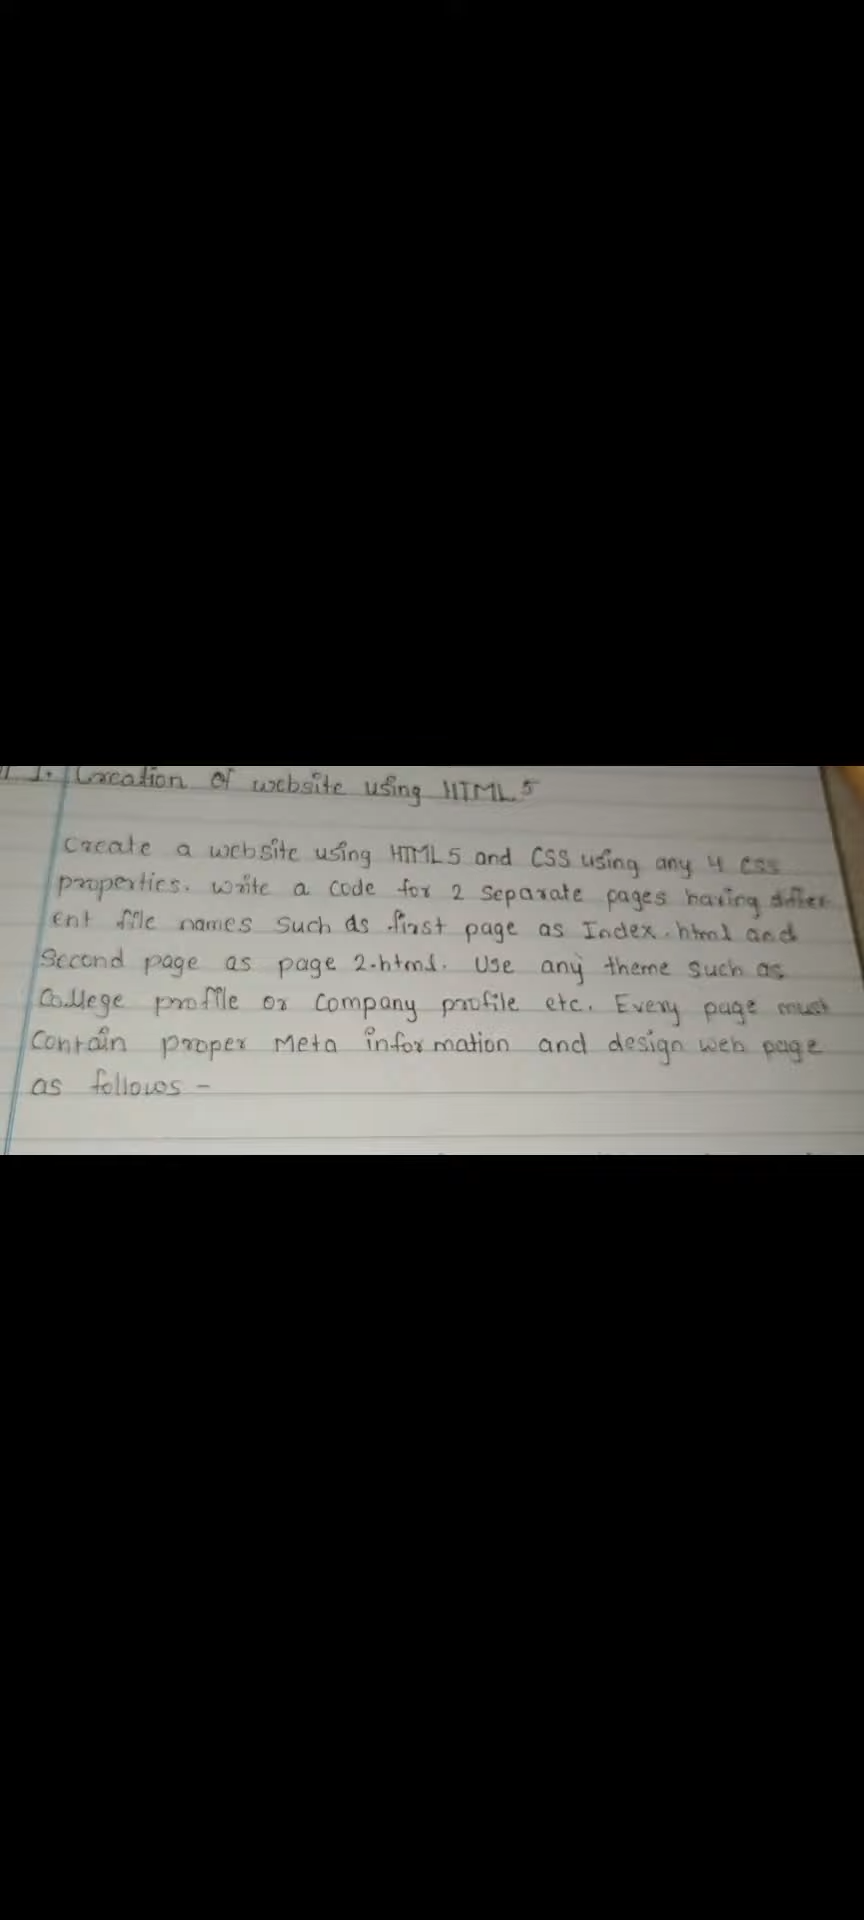 1. Creation of website using HTML 5
Create a website using HTML5 and CSS using any 4 css
properties. write a code for 2 separate pages having differ
ent file names such as first page as Index.html and
Second page as page 2.html. Use any theme such as
College profile or Company profile etc. Every page must
Contain proper Meta information and design web page
as follows -